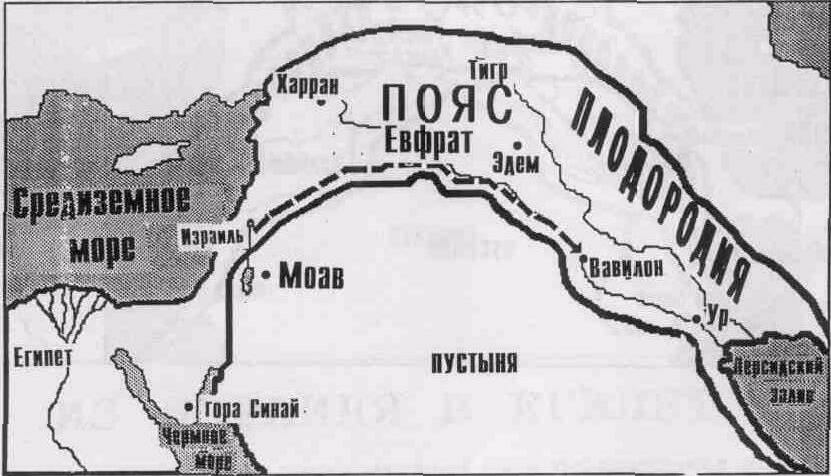 Харран
Тигр
ПОЯС
Евфрат
Эдем
ПЛОДОРОДИЯ
Средиземное
море
Израиль
Моав
Вавилон
Ур
Египет
ПУСТЫНЯ
Персидский
Залив
гора Синай
Чермное
море